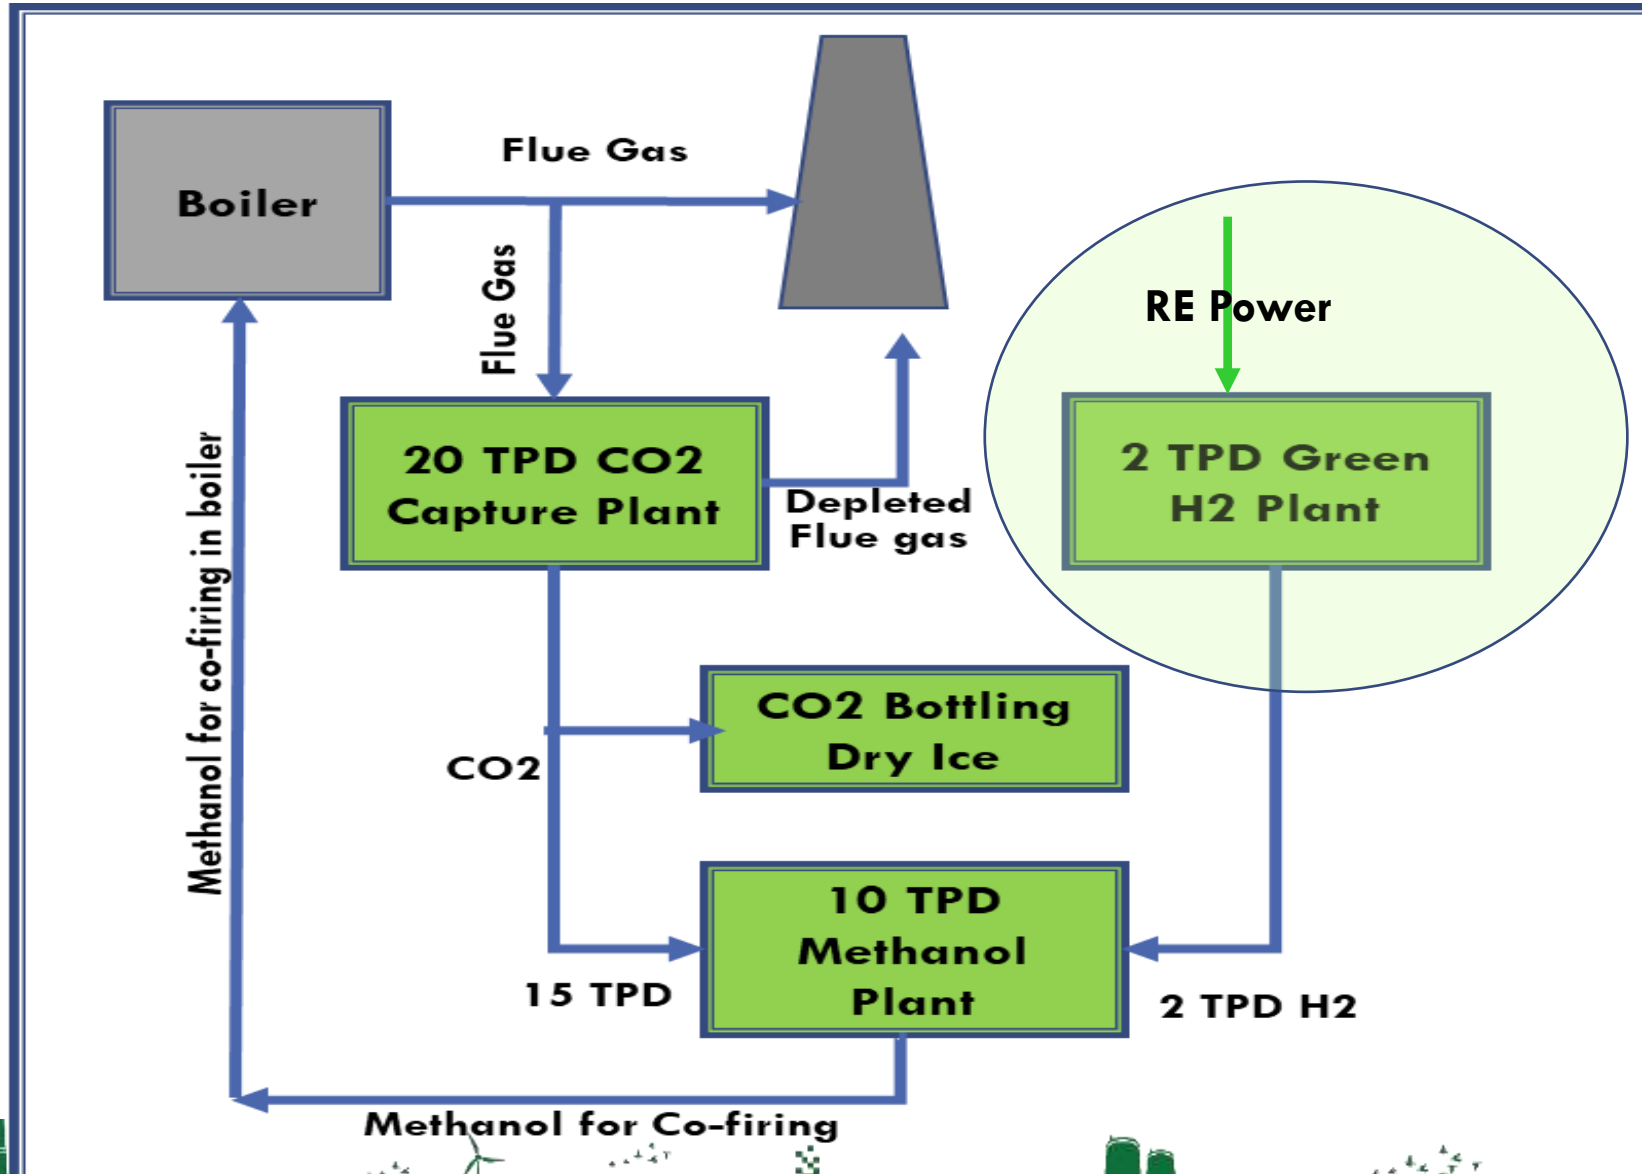 Flue Gas
Boiler
Flue Gas
RE Power
20 TPD CO2
Capture Plant
2 TPD Green
H2 Plant
Depleted
Flue gas
Methanol for co-firing in boiler
CO2 Bottling
Dry Ice
CO2
10 TPD
Methanol
Plant
15 TPD
2 TPD H2
Methanol for Co-firing